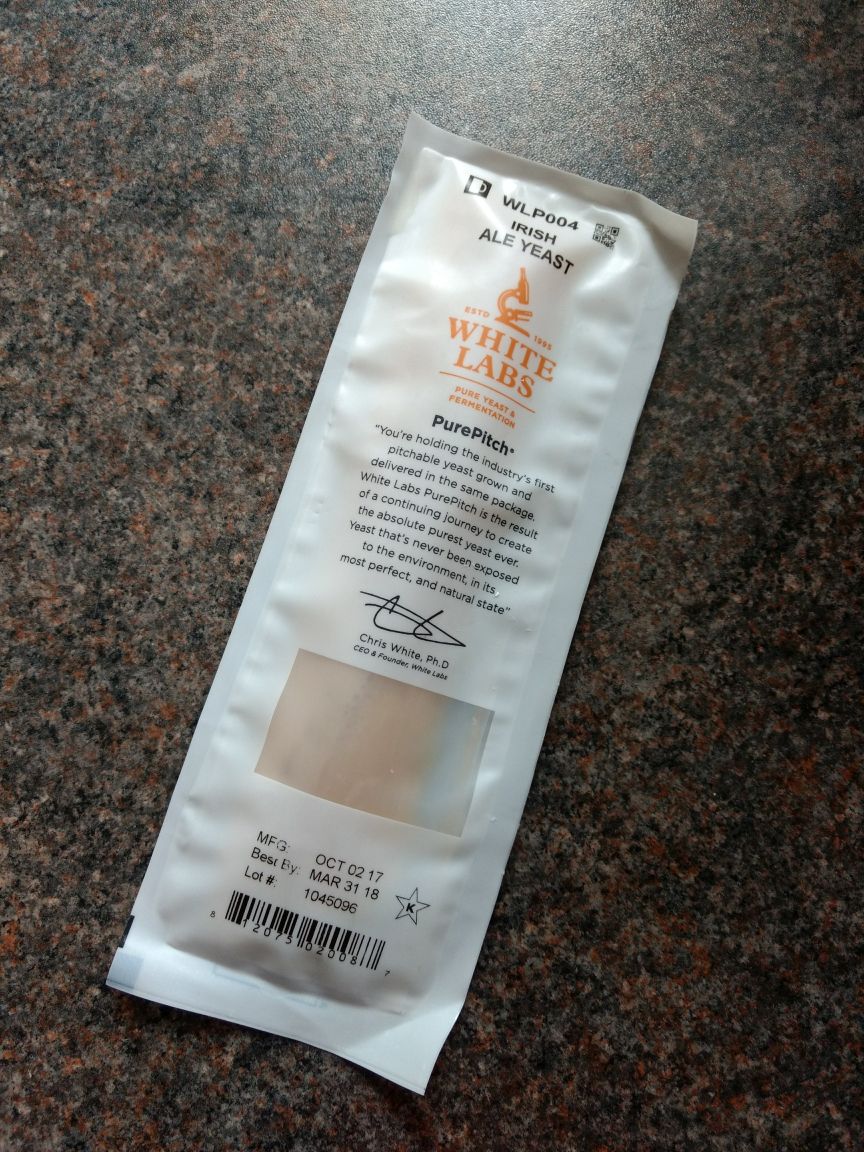 WLP004
IRISH
ALE YEAST
ESTD 1995
WHITE
LABS
PURE YEAST &
FERMENTATION
PurePitch®
"You're holding the industry's first
pitchable yeast grown and
delivered in the same package.
White Labs PurePitch is the result
of a continuing journey to create
the absolute purest yeast ever.
Yeast that's never been exposed
to the environment, in its
most perfect, and natural state"
Chris White, Ph.D
CEO & Founder, White Labs
MFG: OCT 02 17
Best By: MAR 31 18
Lot #: 1045096
K
8 12075 02008 7